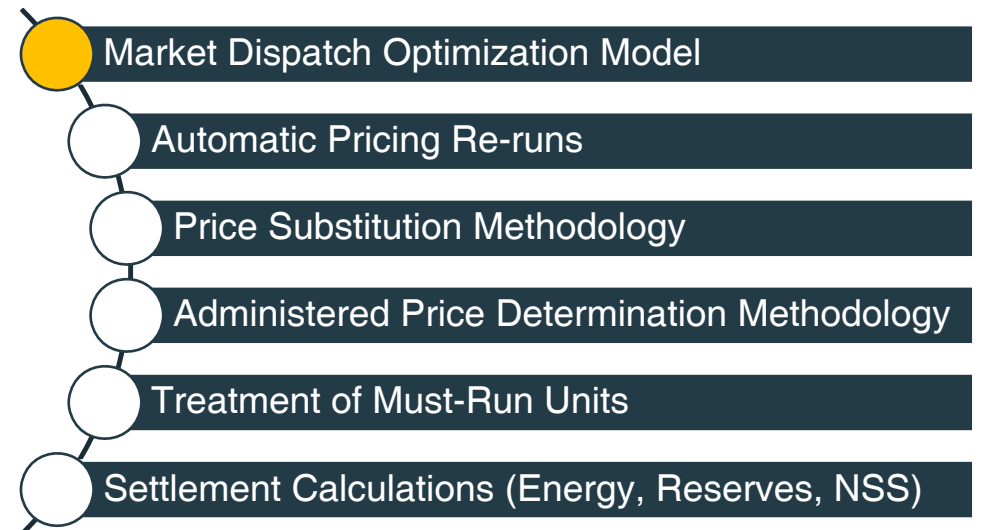 Market Dispatch Optimization Model
Automatic Pricing Re-runs
Price Substitution Methodology
Administered Price Determination Methodology
Treatment of Must-Run Units
Settlement Calculations (Energy, Reserves, NSS)